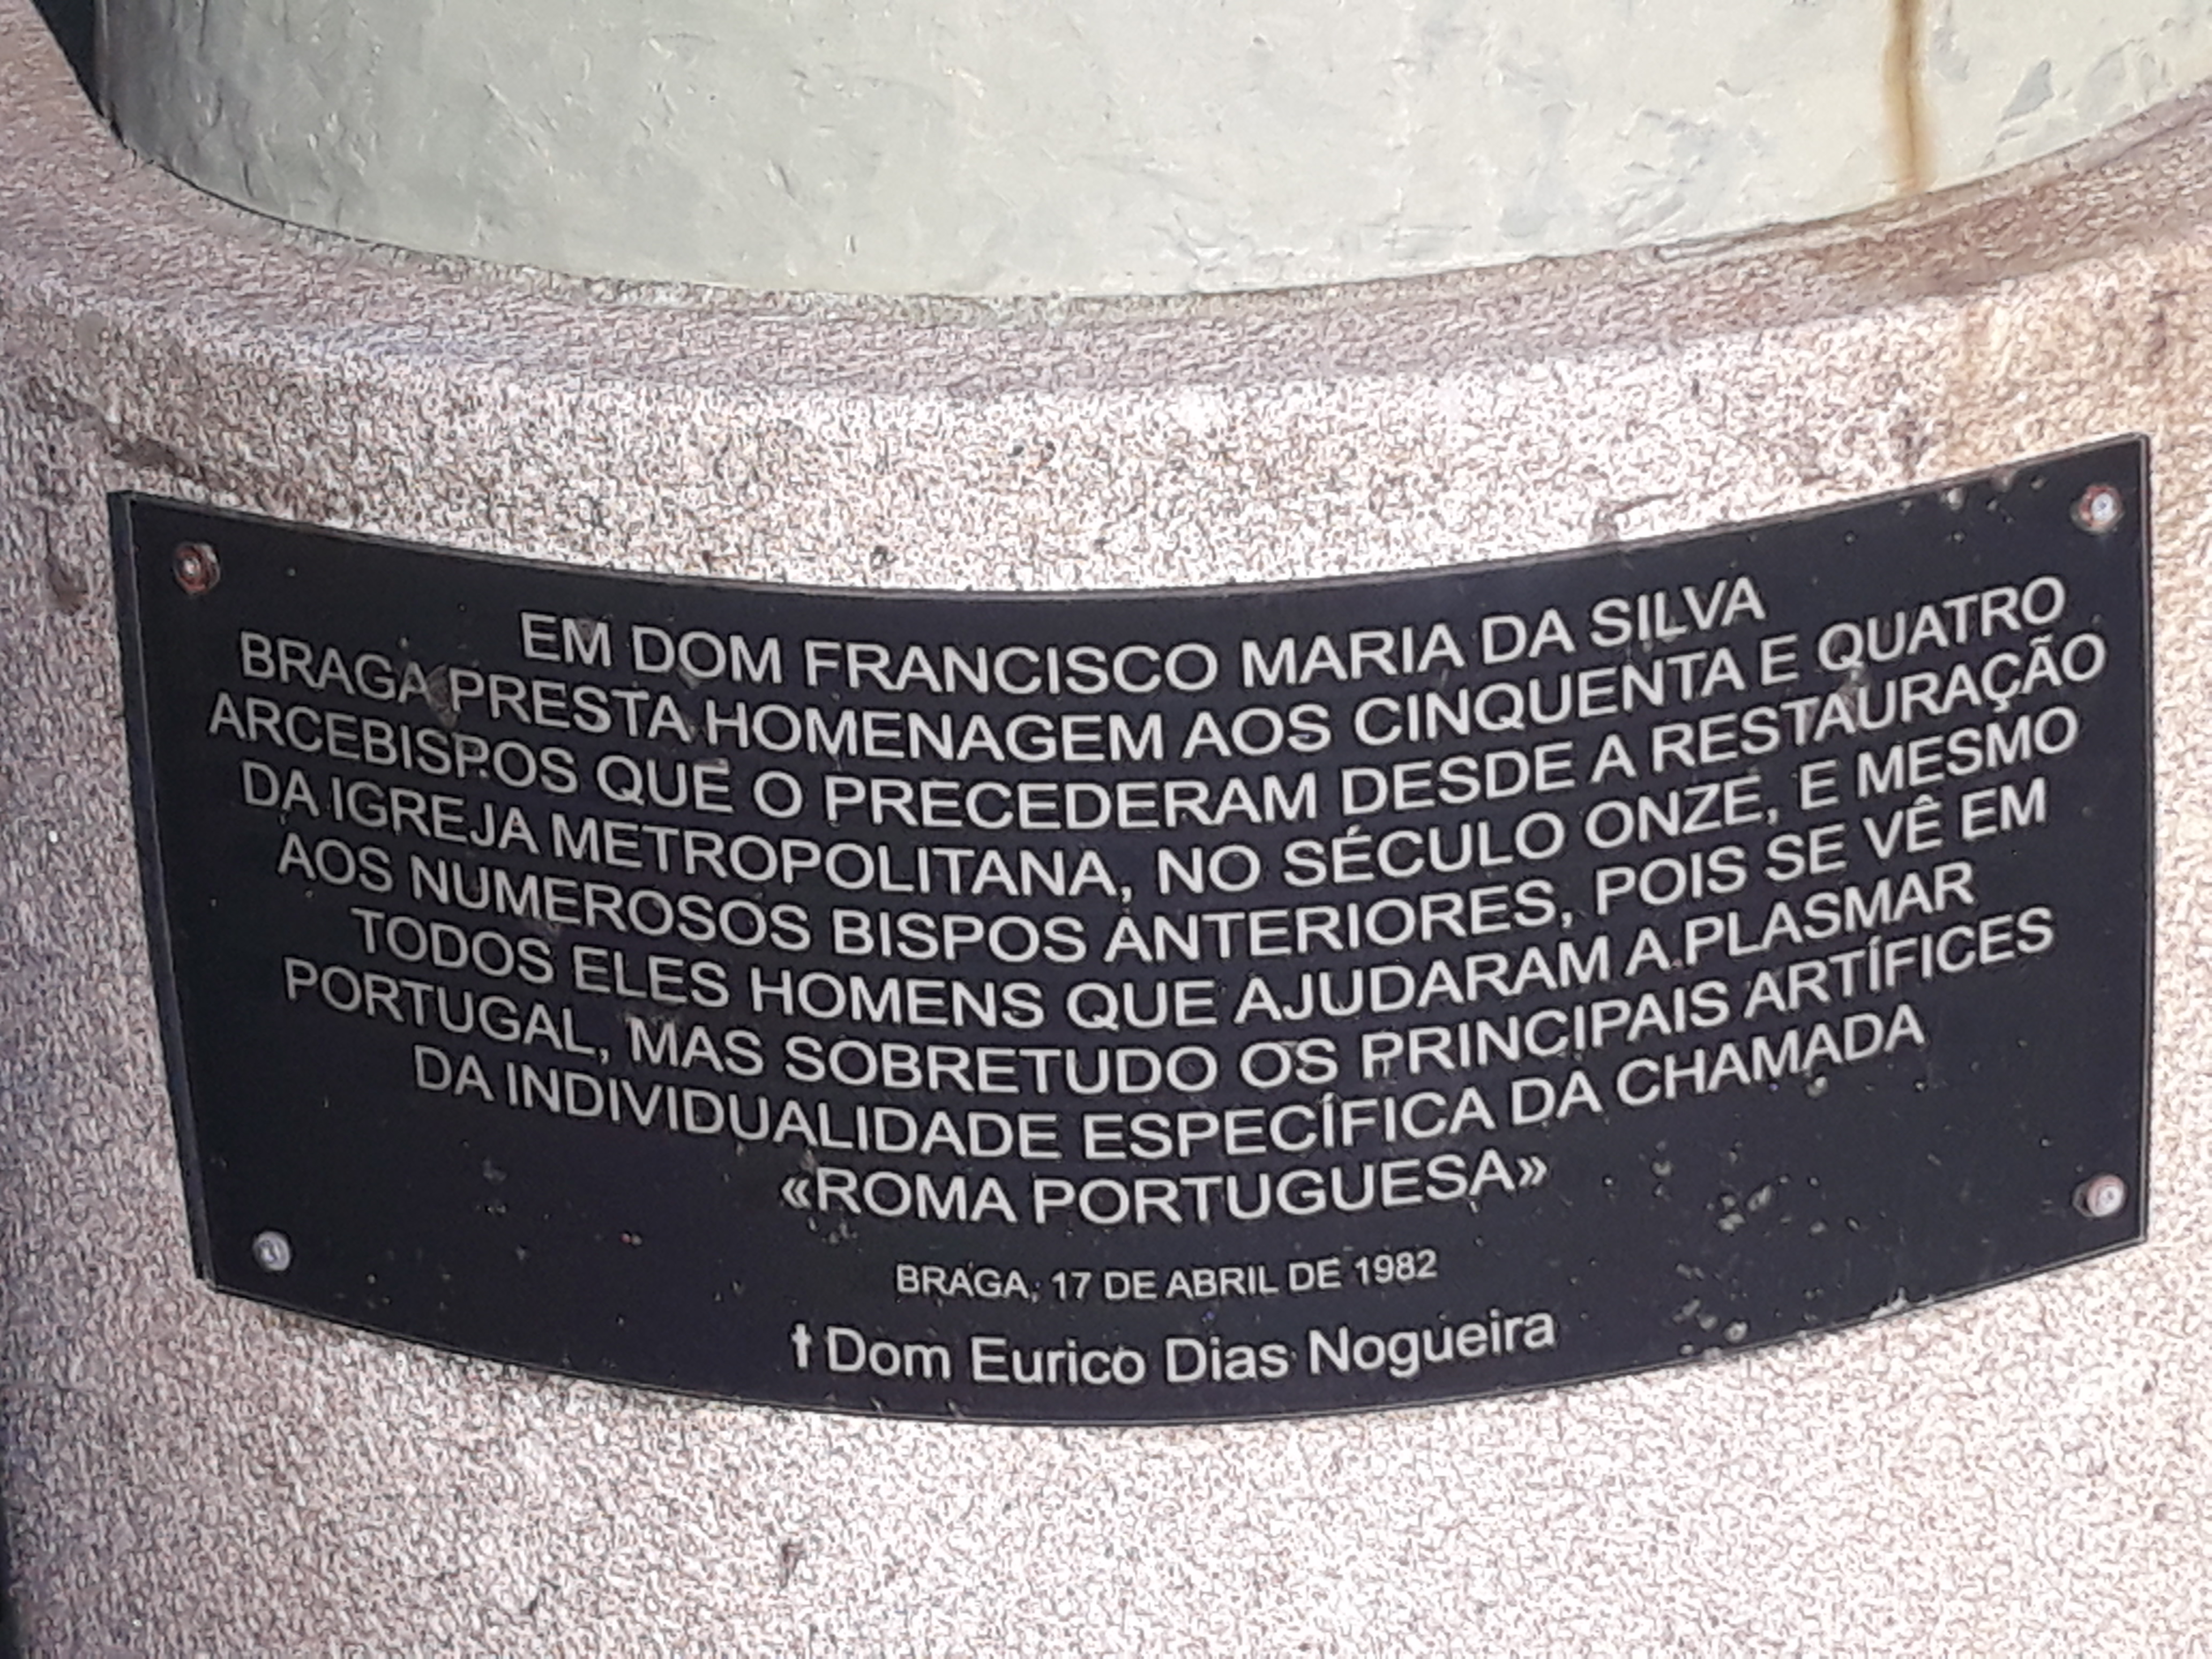 EM DOM FRANCISCO MARIA DA SILVA
BRAGA PRESTA HOMENAGEM AOS CINQUENTA E QUATRO
ARCEBISPOS QUE O PRECEDERAM DESDE A RESTAURAÇÃO
DA IGREJA METROPOLITANA, NO SÉCULO ONZE, E MESMO
AOS NUMEROSOS BISPOS ANTERIORES, POIS SE VÊ EM
TODOS ELES HOMENS QUE AJUDARAM A PLASMAR
PORTUGAL, MAS SOBRETUDO OS PRINCIPAIS ARTÍFICES
DA INDIVIDUALIDADE ESPECÍFICA DA CHAMADA
«ROMA PORTUGUESA»
BRAGA, 17 DE ABRIL DE 1982
✝Dom Eurico Dias Nogueira